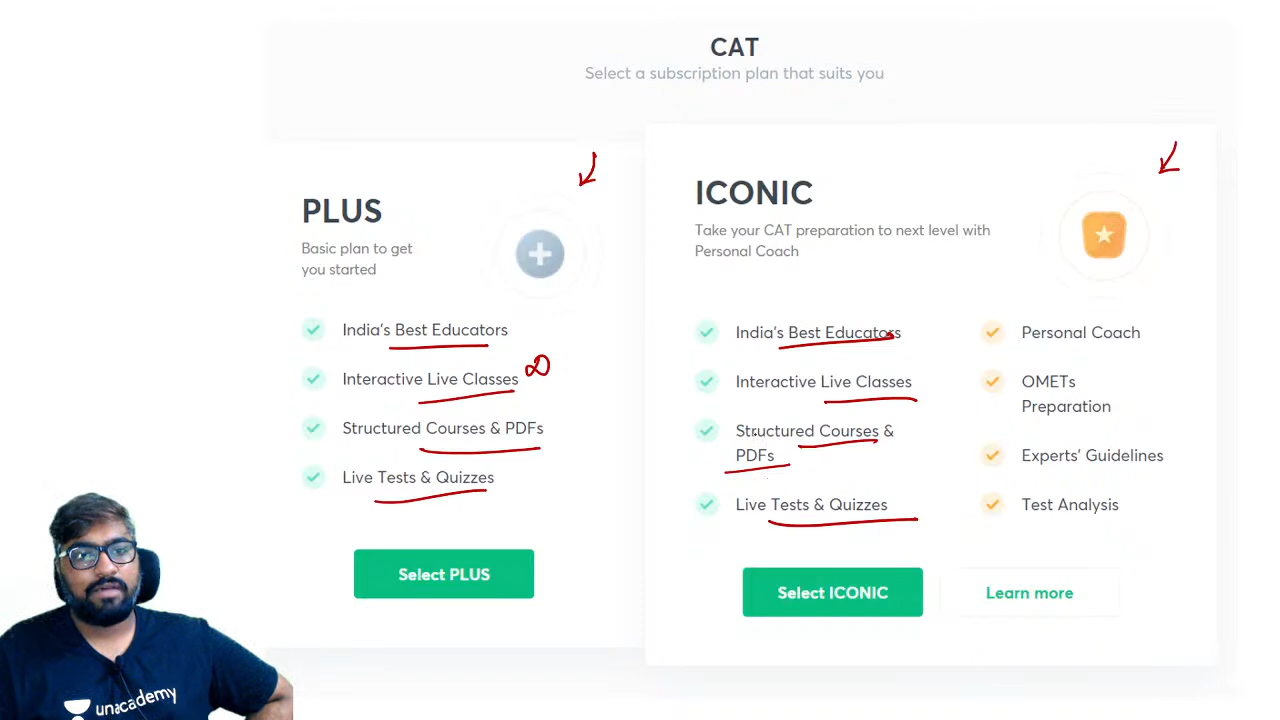 CAT
Select a subscription plan that suits you
PLUS
Basic plan to get
you started
India's Best Educators
Interactive Live Classes ∞
Structured Courses & PDFs
Live Tests & Quizzes
Select PLUS
ICONIC
Take your CAT preparation to next level with
Personal Coach
India's Best Educators
Interactive Live Classes
Structured Courses &
PDFs
Live Tests & Quizzes
Personal Coach
OMETs
Preparation
Experts' Guidelines
Test Analysis
Select ICONIC
Learn more
unacademy